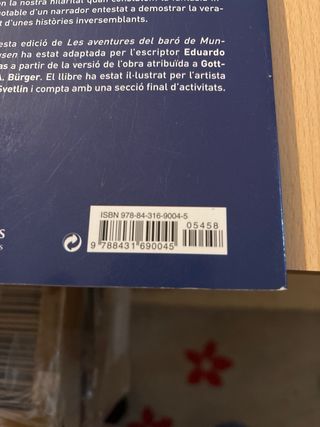 en la nostra hilaritat quan
d'un narrador entestat a demostrar la vera-
d'unes històries inversemblants.
esta edició de Les aventures del baró de Mun-
sen ha estat adaptada per l'escriptor Eduardo
as a partir de la versió de l'obra atribuïda a Gott-
A. Bürger. El llibre ha estat il·lustrat per l'artista
Svetlín i compta amb una secció final d'activitats.
ISBN 978-84-316-9004-5
05458
9 788431 690045